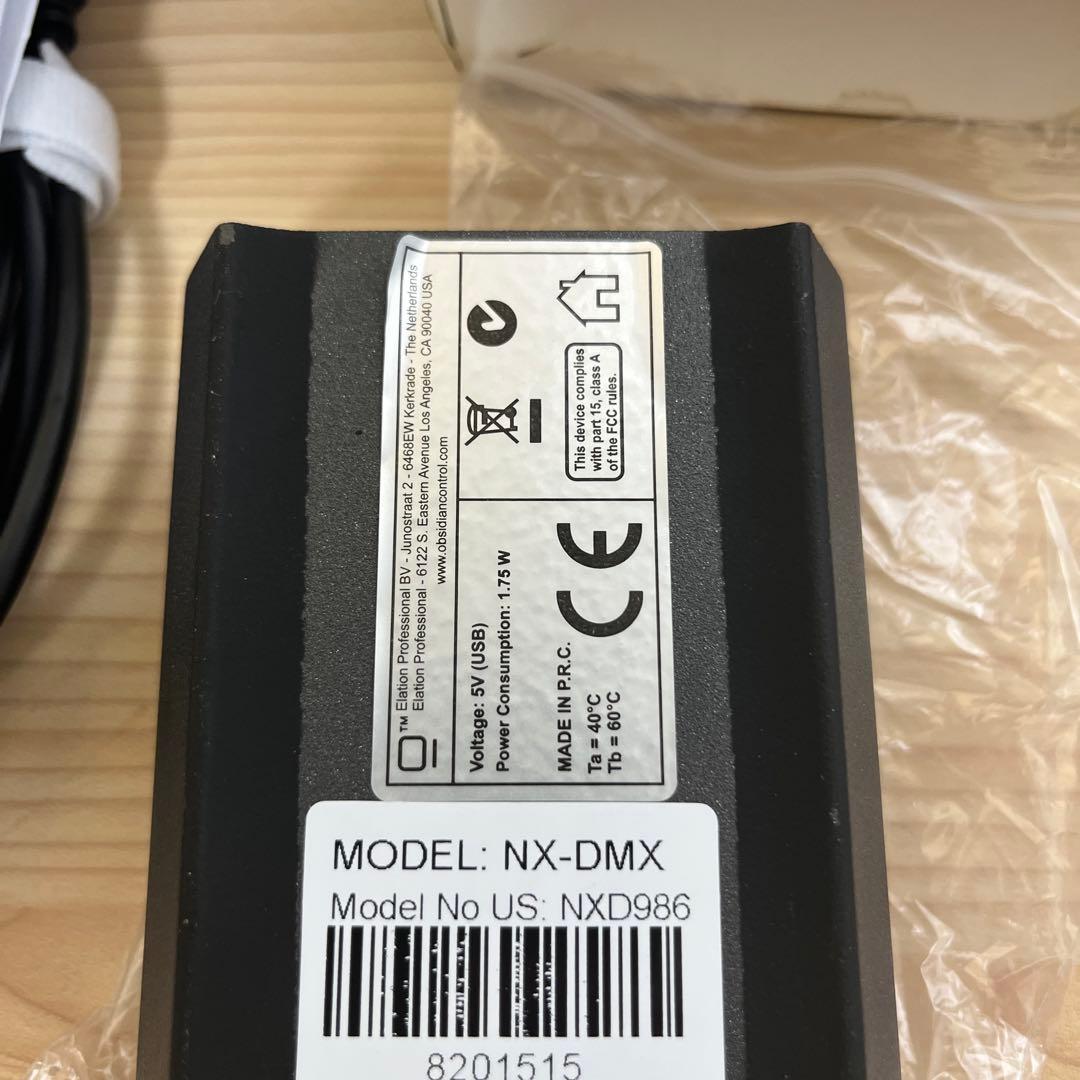 ™ Elation Professional BV - Junostraat 2 - 6468EW Kerkrade - The Netherlands
Elation Professional - 6122 S. Eastern Avenue Los Angeles, CA 90040 USA
www.obsidiancontrol.com
Voltage: 5V (USB)
Power Consumption: 1.75 W
MADE IN P.R.C.
Ta = 40°C
Tb = 60°C
CE
This device complies
with part 15, class A
of the FCC rules.
MODEL: NX-DMX
Model No US: NXD986
8201515